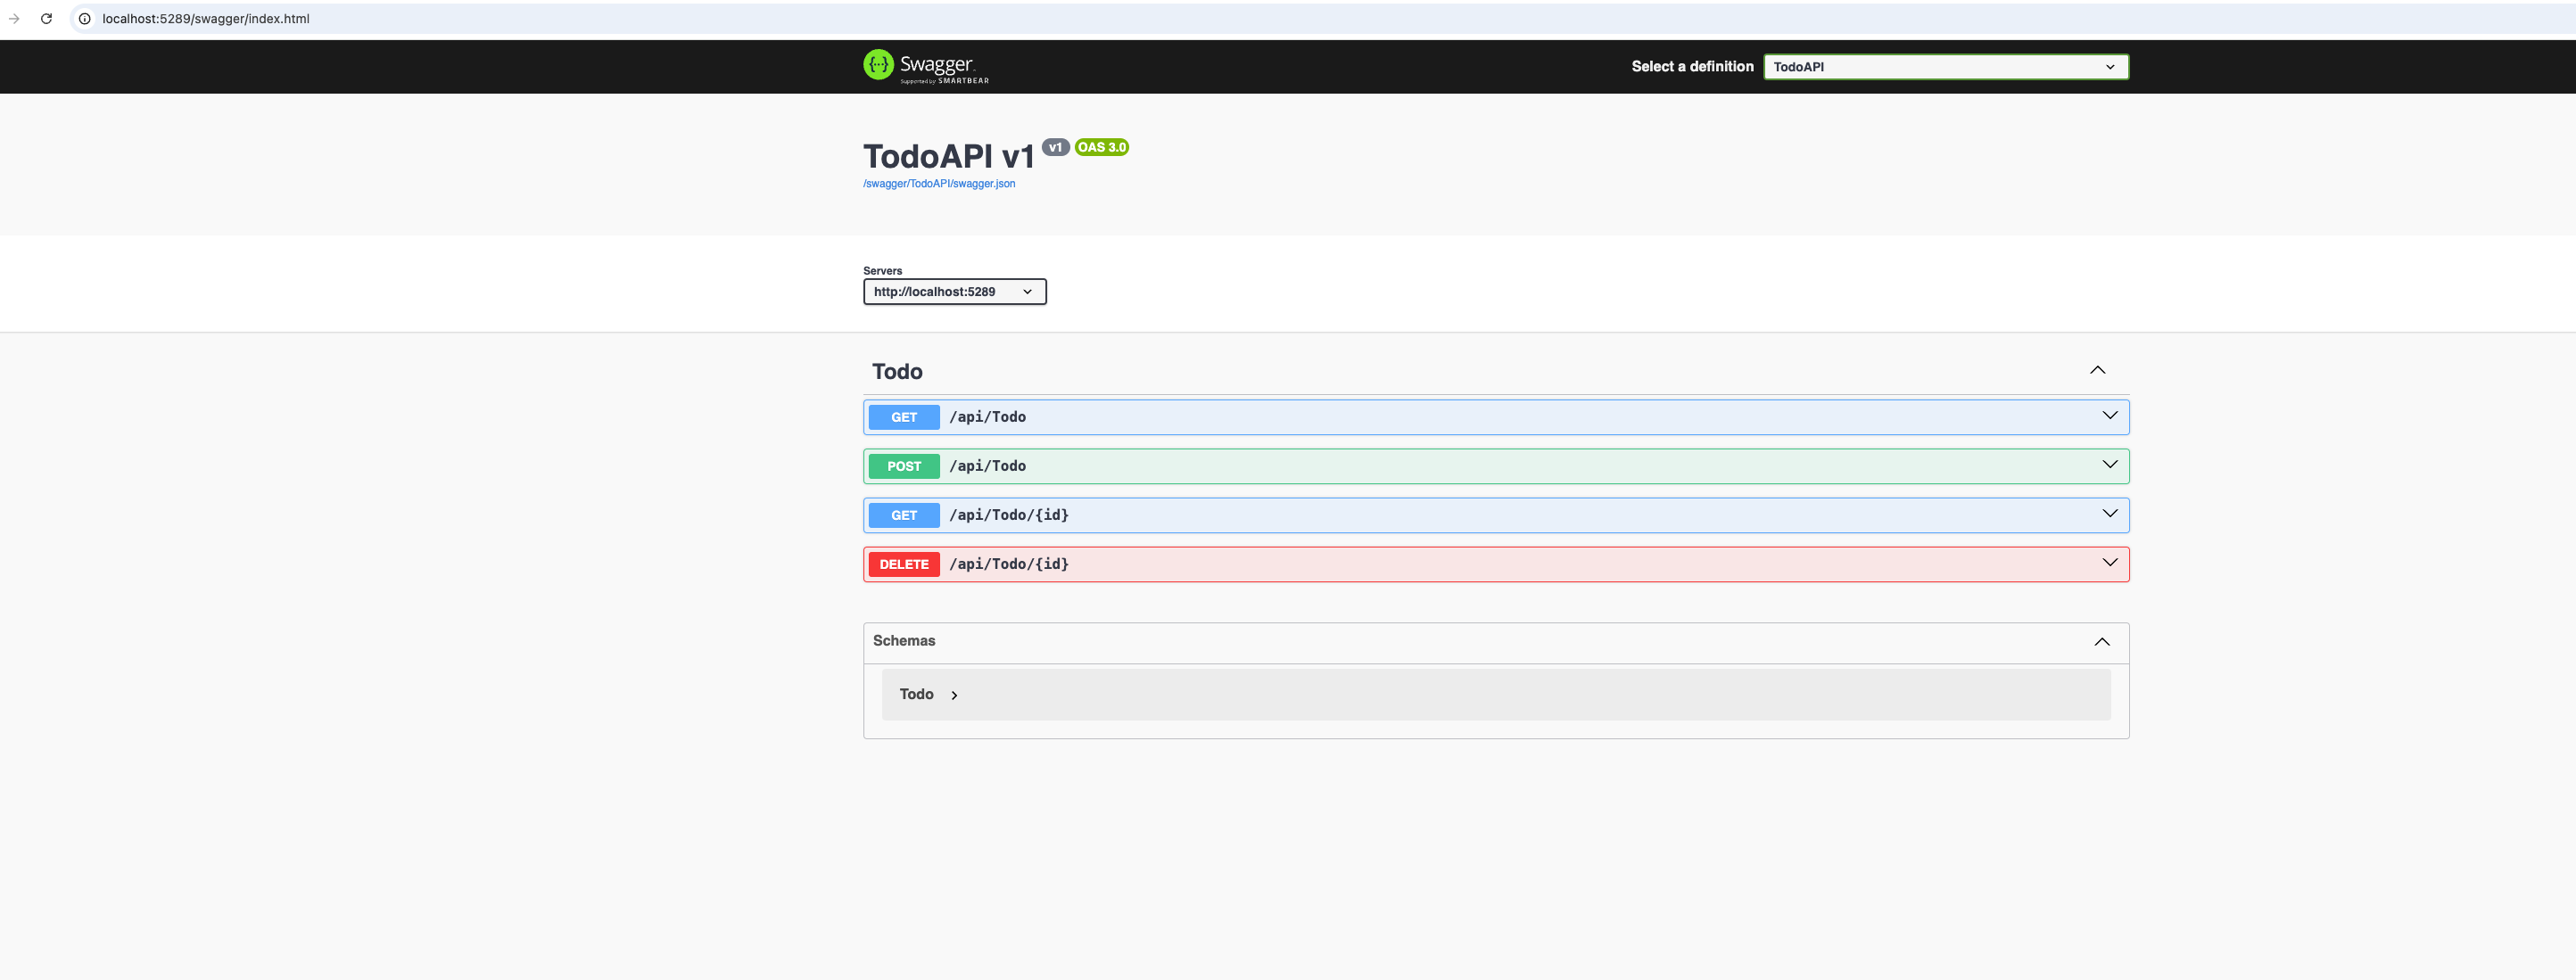 localhost:5289/swagger/index.html
Swagger
Supported by SMARTBEAR
Select a definition
TodoAPI
TodoAPI v1
v1
OAS 3.0
/swagger/TodoAPI/swagger.json
Servers
http://localhost:5289
Todo
GET /api/Todo
POST /api/Todo
GET /api/Todo/{id}
DELETE /api/Todo/{id}
Schemas
Todo